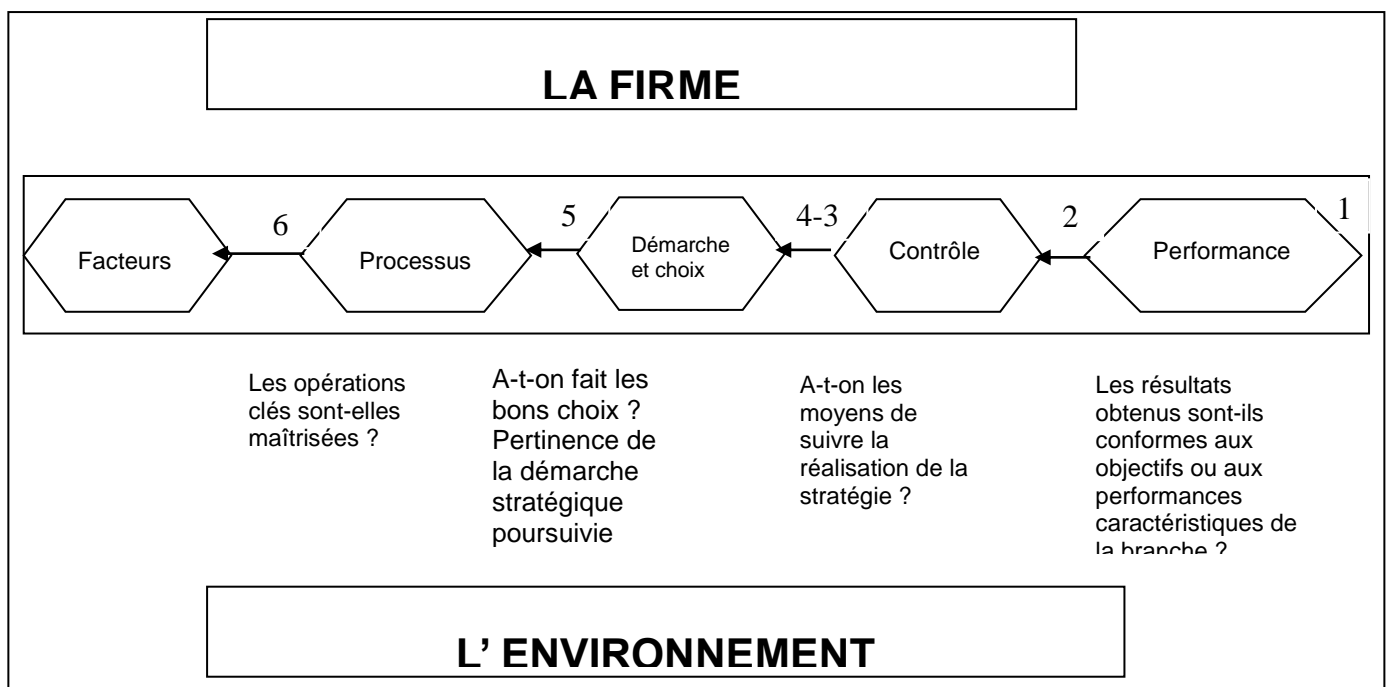 LA FIRME
6
5
4-3
2
1
Facteurs
Processus
Démarche
et choix
Contrôle
Performance
Les opérations
clés sont-elles
maîtrisées ?
A-t-on fait les
bons choix ?
Pertinence de
la démarche
stratégique
poursuivie
A-t-on les
moyens de
suivre la
réalisation de la
stratégie ?
Les résultats
obtenus sont-ils
conformes aux
objectifs ou aux
performances
caractéristiques de
la branche ?
L' ENVIRONNEMENT